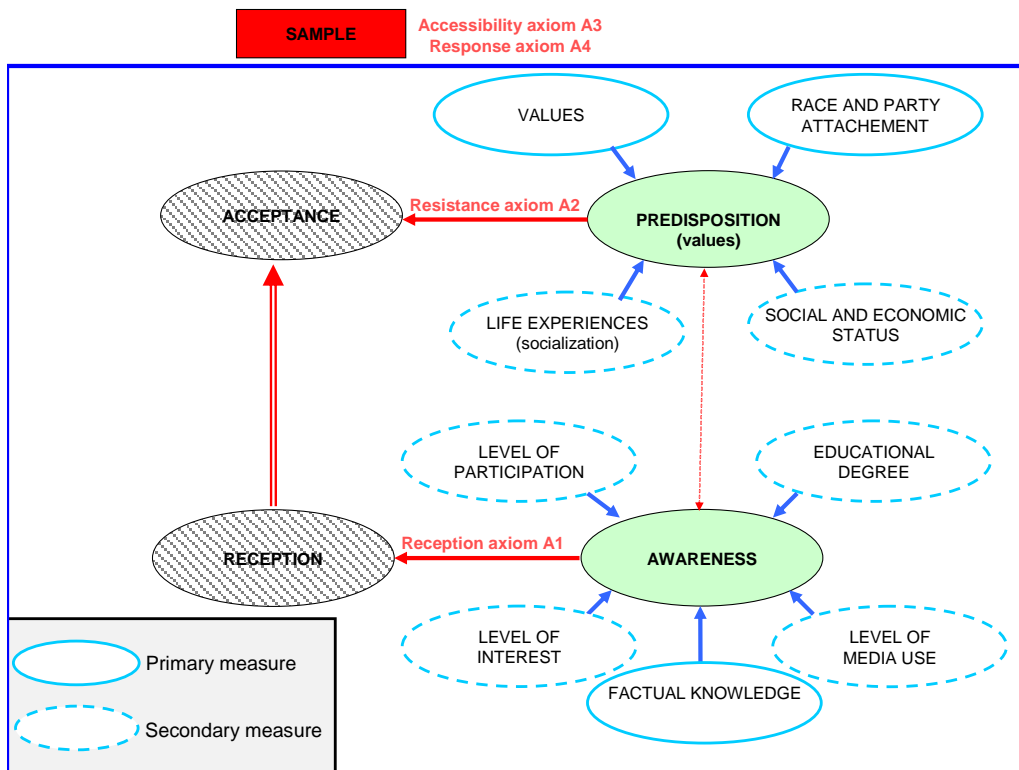 SAMPLE
Accessibility axiom A3
Response axiom A4
VALUES
RACE AND PARTY
ATTACHEMENT
ACCEPTANCE
Resistance axiom A2
PREDISPOSITION
(values)
LIFE EXPERIENCES
(socialization)
SOCIAL AND ECONOMIC
STATUS
LEVEL OF
PARTICIPATION
EDUCATIONAL
DEGREE
RECEPTION
Reception axiom A1
AWARENESS
LEVEL OF
INTEREST
LEVEL OF
MEDIA USE
FACTUAL KNOWLEDGE
Primary measure
Secondary measure